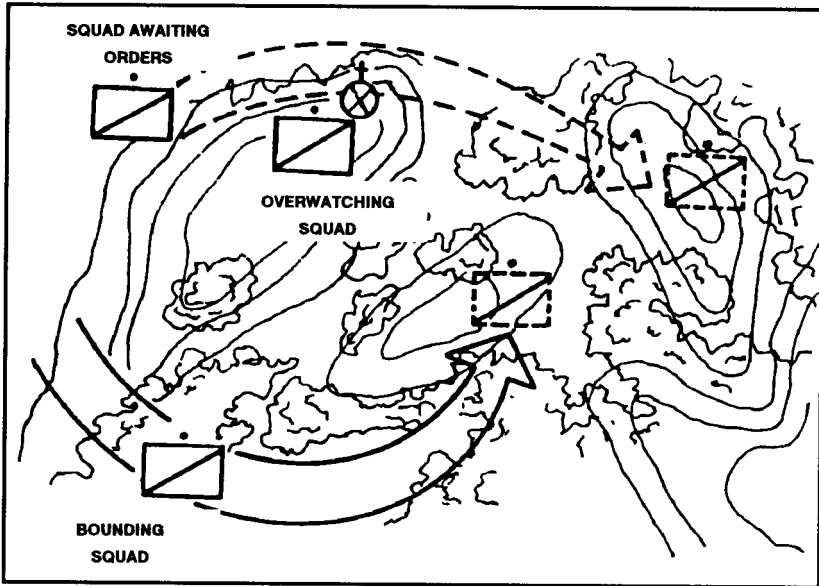 SQUAD AWAITING
ORDERS
OVERWATCHING
SQUAD
BOUNDING
SQUAD